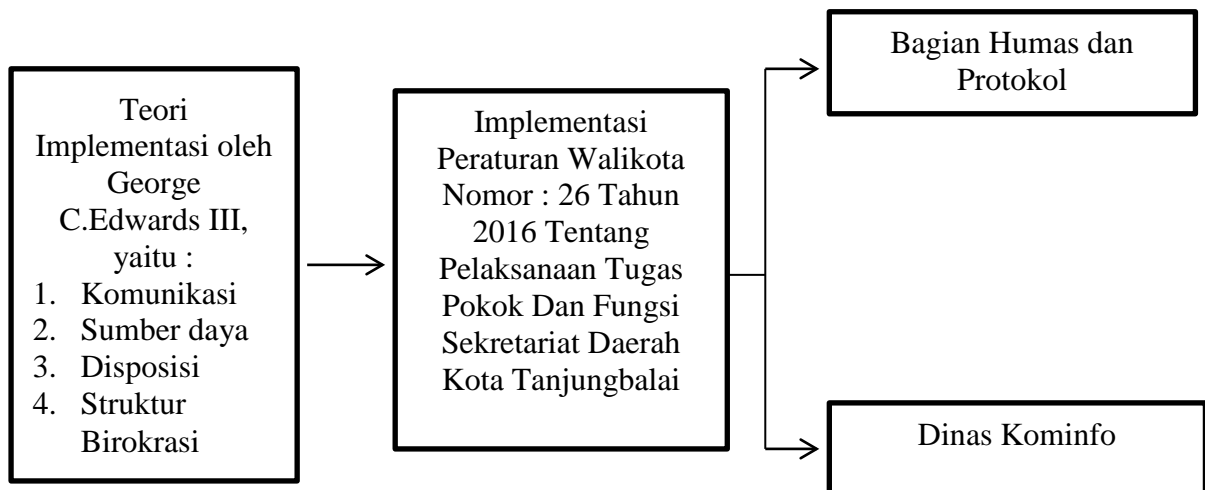 Teori
Implementasi oleh
George
C.Edwards III,
yaitu :
1. Komunikasi
2. Sumber daya
3. Disposisi
4. Struktur
Birokrasi
Implementasi
Peraturan Walikota
Nomor : 26 Tahun
2016 Tentang
Pelaksanaan Tugas
Pokok Dan Fungsi
Sekretariat Daerah
Kota Tanjungbalai
Bagian Humas dan
Protokol
Dinas Kominfo